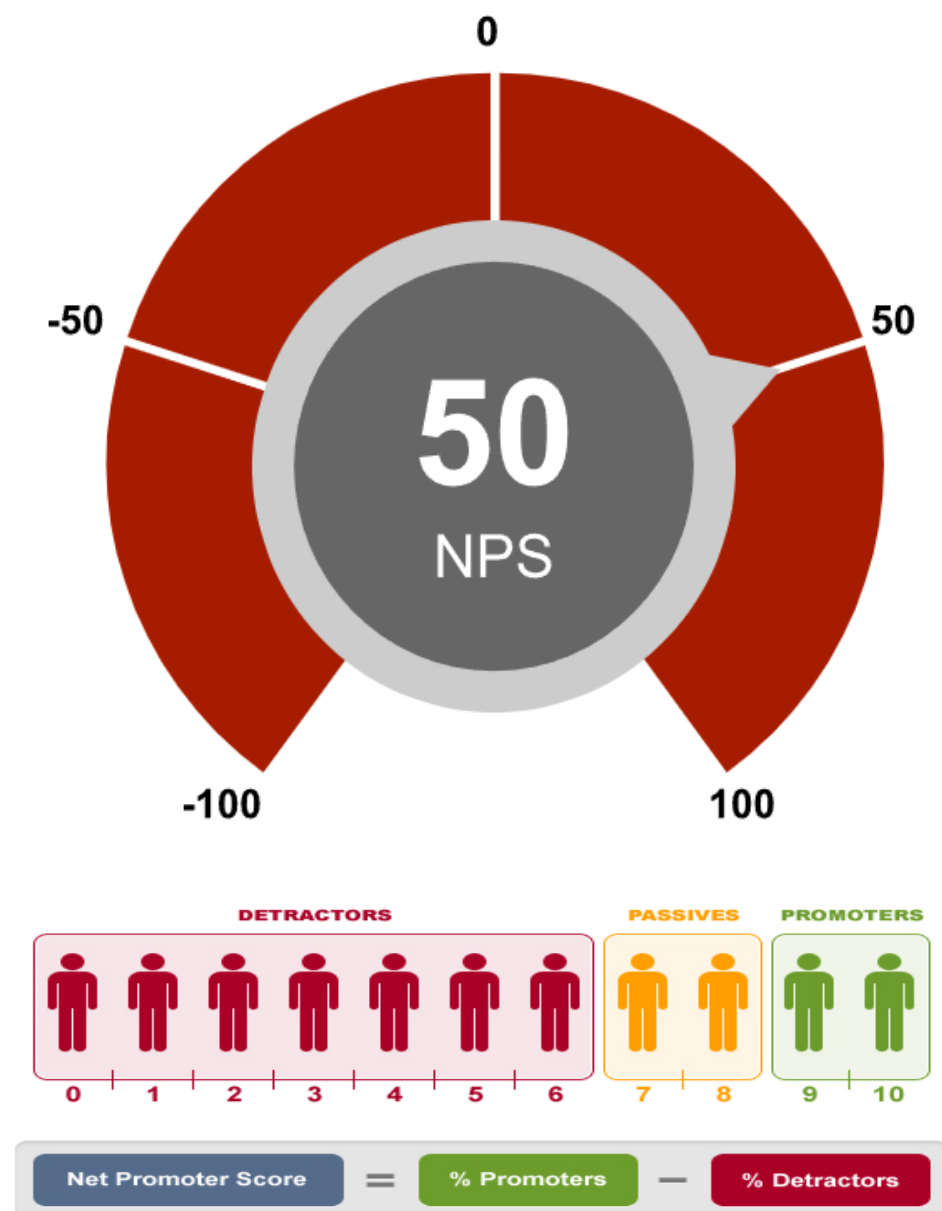 0
-50
50
50
NPS
-100
100
DETRACTORS PASSIVES PROMOTERS
0 1 2 3 4 5 6 7 8 9 10
Net Promoter Score = % Promoters − % Detractors